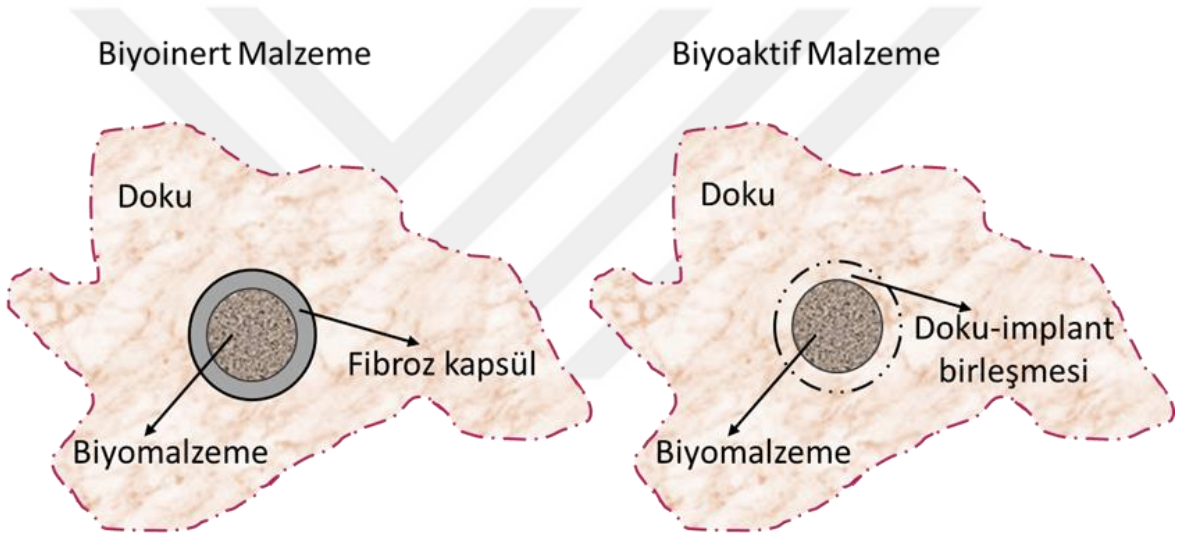 Biyoinert Malzeme
Doku
Fibroz kapsül
Biyomalzeme
Biyoaktif Malzeme
Doku
Doku-implant
birleşmesi
Biyomalzeme